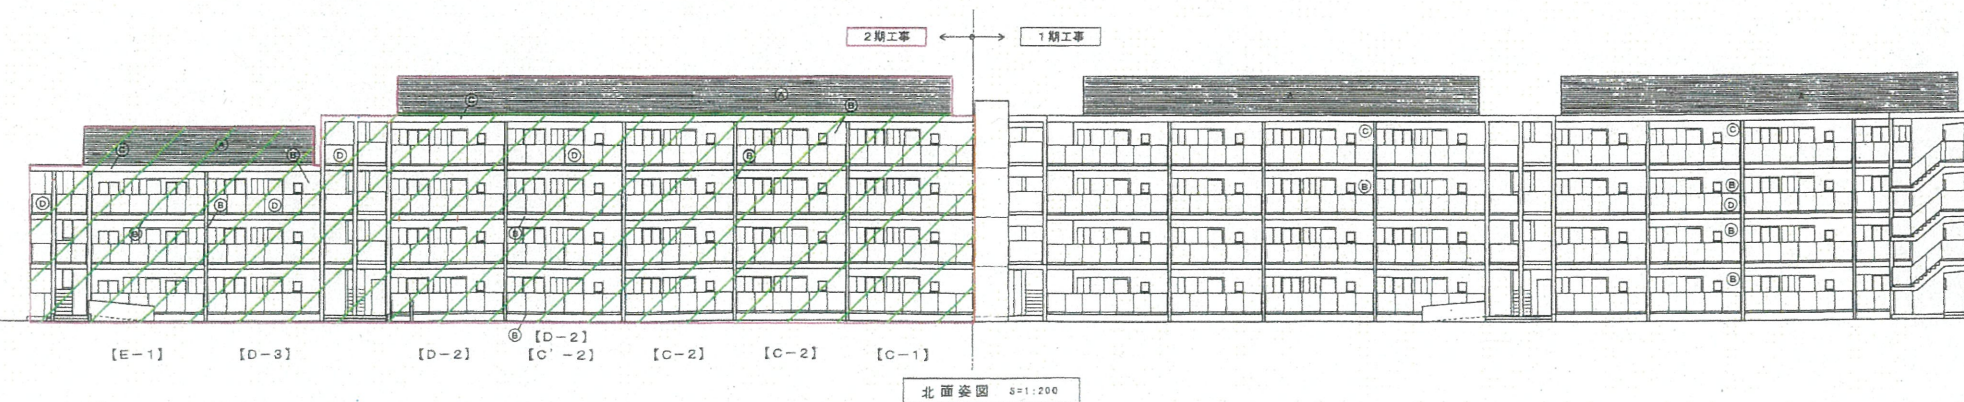 2期工事 1期工事
Ⓒ Ⓐ Ⓑ
Ⓒ Ⓐ Ⓑ Ⓓ Ⓓ Ⓑ Ⓒ Ⓒ
Ⓓ Ⓑ Ⓓ Ⓑ Ⓑ Ⓓ
Ⓑ Ⓑ Ⓑ
Ⓑ
Ⓑ 【D-2】
【E-1】 【D-3】 【D-2】 【C'-2】 【C-2】 【C-2】 【C-1】
北面姿図 S=1:200